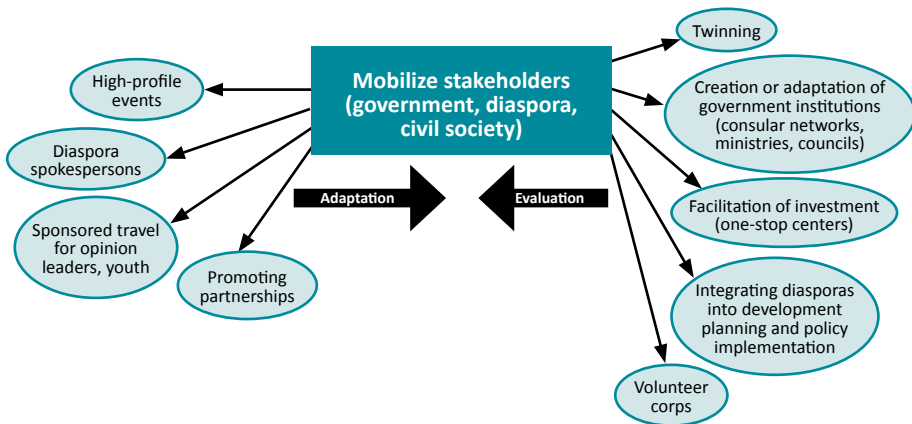 Mobilize stakeholders
(government, diaspora,
civil society)
High-profile
events
Diaspora
spokespersons
Sponsored travel
for opinion
leaders, youth
Promoting
partnerships
Adaptation
Evaluation
Twinning
Creation or adaptation of
government institutions
(consular networks,
ministries, councils)
Facilitation of investment
(one-stop centers)
Integrating diasporas
into development
planning and policy
implementation
Volunteer
corps